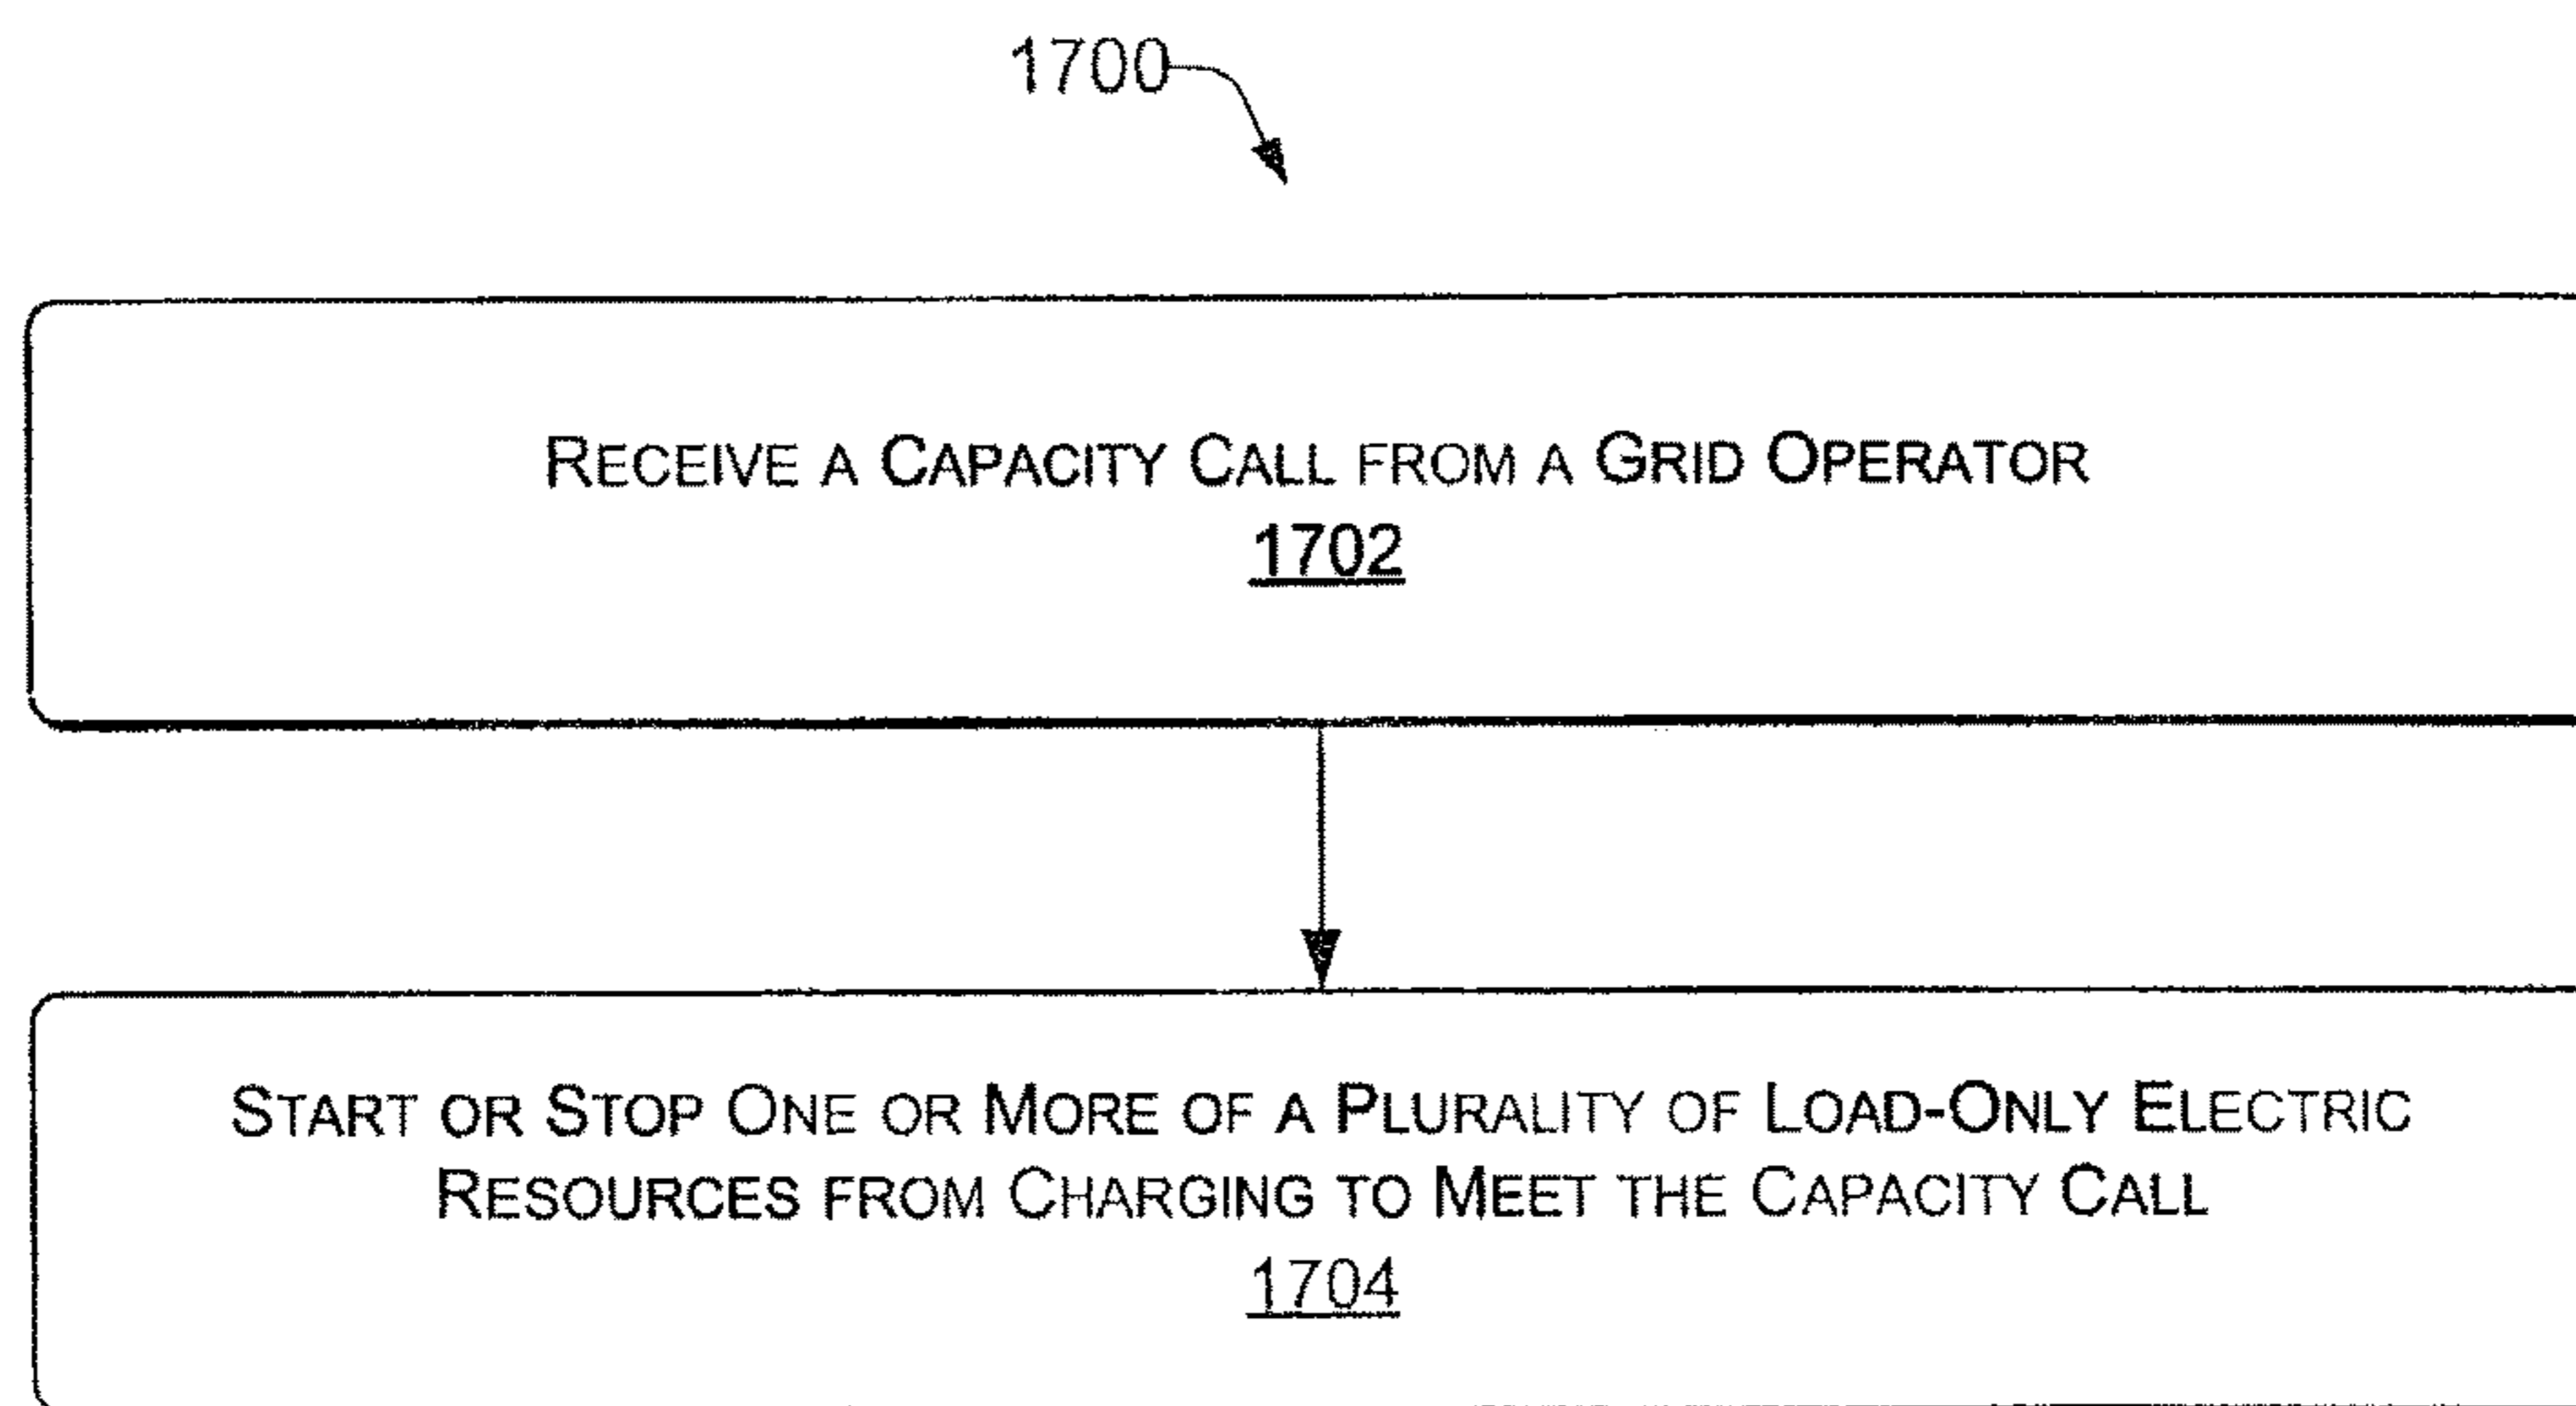 1700
RECEIVE A CAPACITY CALL FROM A GRID OPERATOR
1702
START OR STOP ONE OR MORE OF A PLURALITY OF LOAD-ONLY ELECTRIC
RESOURCES FROM CHARGING TO MEET THE CAPACITY CALL
1704